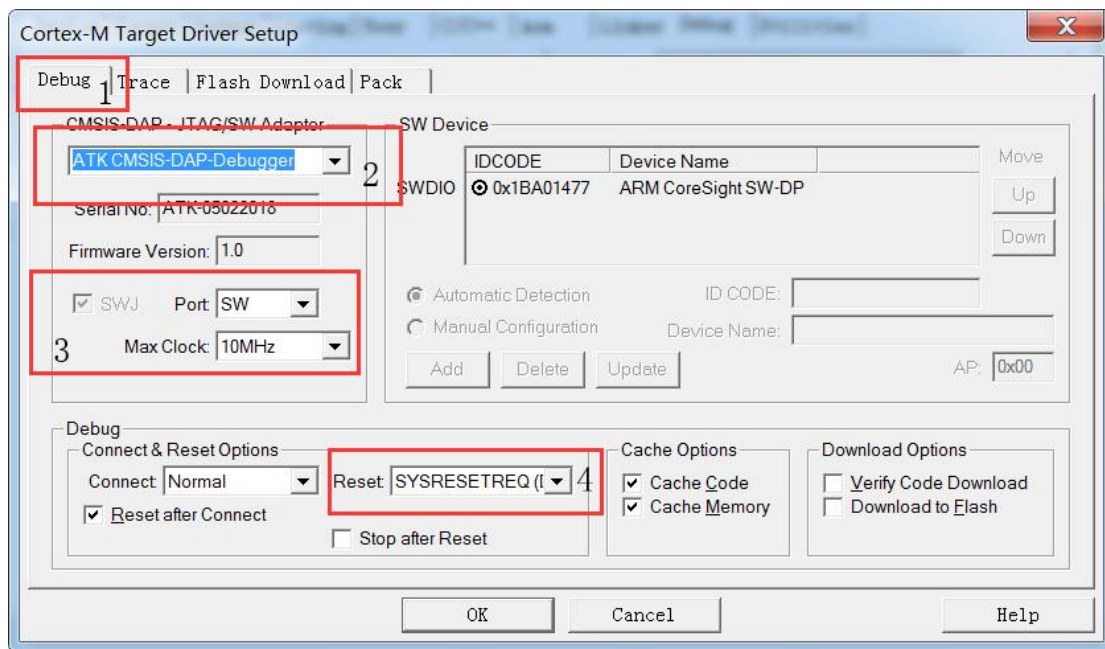 Cortex-M Target Driver Setup
Debug Trace Flash Download Pack
1
CMSIS-DAP - JTAG/SW Adapter
ATK CMSIS-DAP-Debugger
2
Serial No: ATK-05022018
Firmware Version: 1.0
SWJ Port: SW
Max Clock: 10MHz
3
SW Device
IDCODE Device Name
SWDIO 0x1BA01477 ARM CoreSight SW-DP
Move
Up
Down
Automatic Detection ID CODE:
Manual Configuration Device Name:
Add Delete Update AP: 0x00
Debug
Connect & Reset Options
Connect: Normal Reset: SYSRESETREQ (
4
Reset after Connect
Stop after Reset
Cache Options
Cache Code
Cache Memory
Download Options
Verify Code Download
Download to Flash
OK Cancel Help